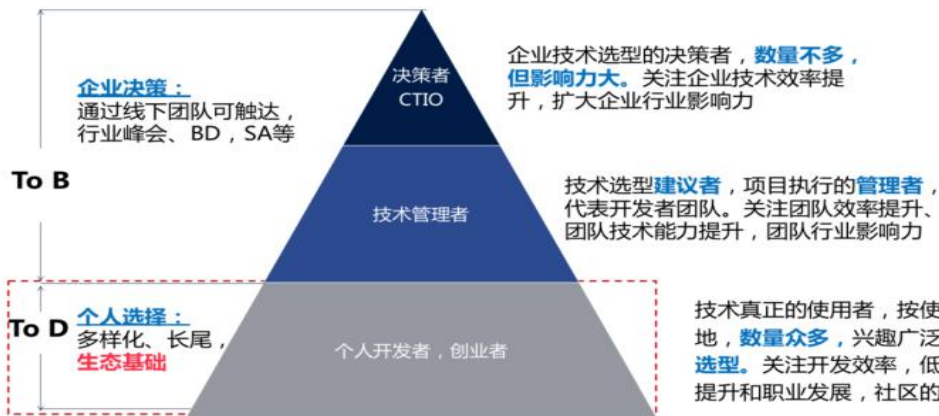 企业决策：
通过线下团队可触达，
行业峰会、BD，SA等
决策者
CTIO
企业技术选型的决策者，数量不多，
但影响力大。关注企业技术效率提
升，扩大企业行业影响力
To B
技术管理者
技术选型建议者，项目执行的管理者，
代表开发者团队。关注团队效率提升、
团队技术能力提升，团队行业影响力
To D
个人选择：
多样化、长尾，
生态基础
个人开发者，创业者
技术真正的使用者，按使
地，数量众多，兴趣广泛
选型。关注开发效率，低
提升和职业发展，社区的